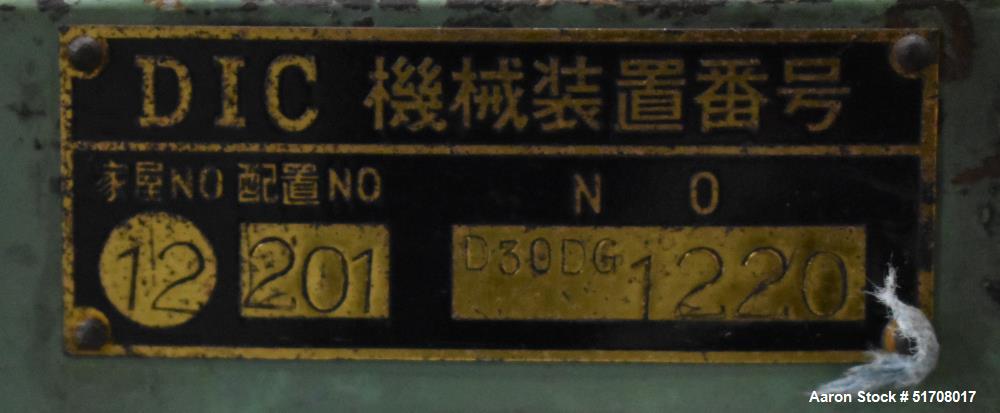 DIC 機械装置番号
家屋NO 配置NO N O
12 201 D30DG 1220
Aaron Stock # 51708017